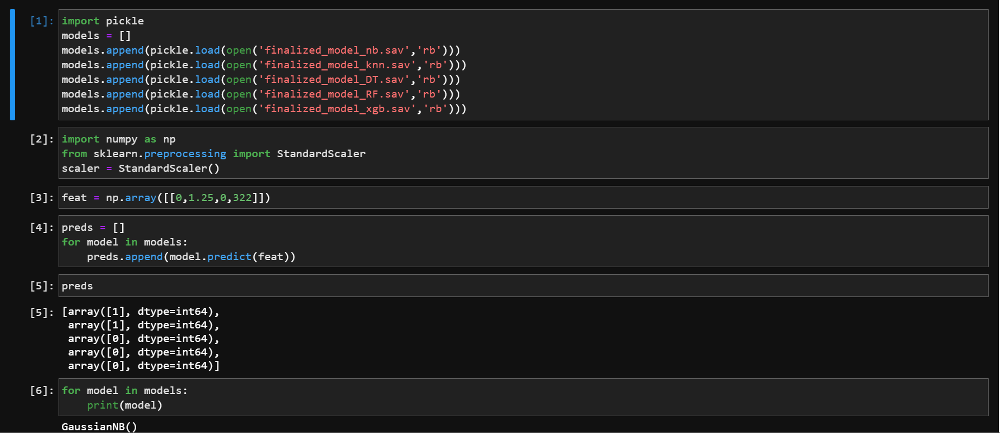 [1]: import pickle
models = []
models.append(pickle.load(open('finalized_model_nb.sav','rb')))
models.append(pickle.load(open('finalized_model_knn.sav','rb')))
models.append(pickle.load(open('finalized_model_DT.sav','rb')))
models.append(pickle.load(open('finalized_model_RF.sav','rb')))
models.append(pickle.load(open('finalized_model_xgb.sav','rb')))
[2]: import numpy as np
from sklearn.preprocessing import StandardScaler
scaler = StandardScaler()
[3]: feat = np.array([[0,1.25,0,322]])
[4]: preds = []
for model in models:
    preds.append(model.predict(feat))
[5]: preds
[5]: [array([1], dtype=int64),
 array([1], dtype=int64),
 array([0], dtype=int64),
 array([0], dtype=int64),
 array([0], dtype=int64)]
[6]: for model in models:
    print(model)
GaussianNB()